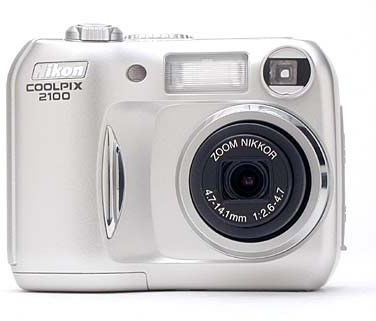 Nikon
COOLPIX
2100
ZOOM NIKKOR
4.7-14.1mm 1:2.6-4.7